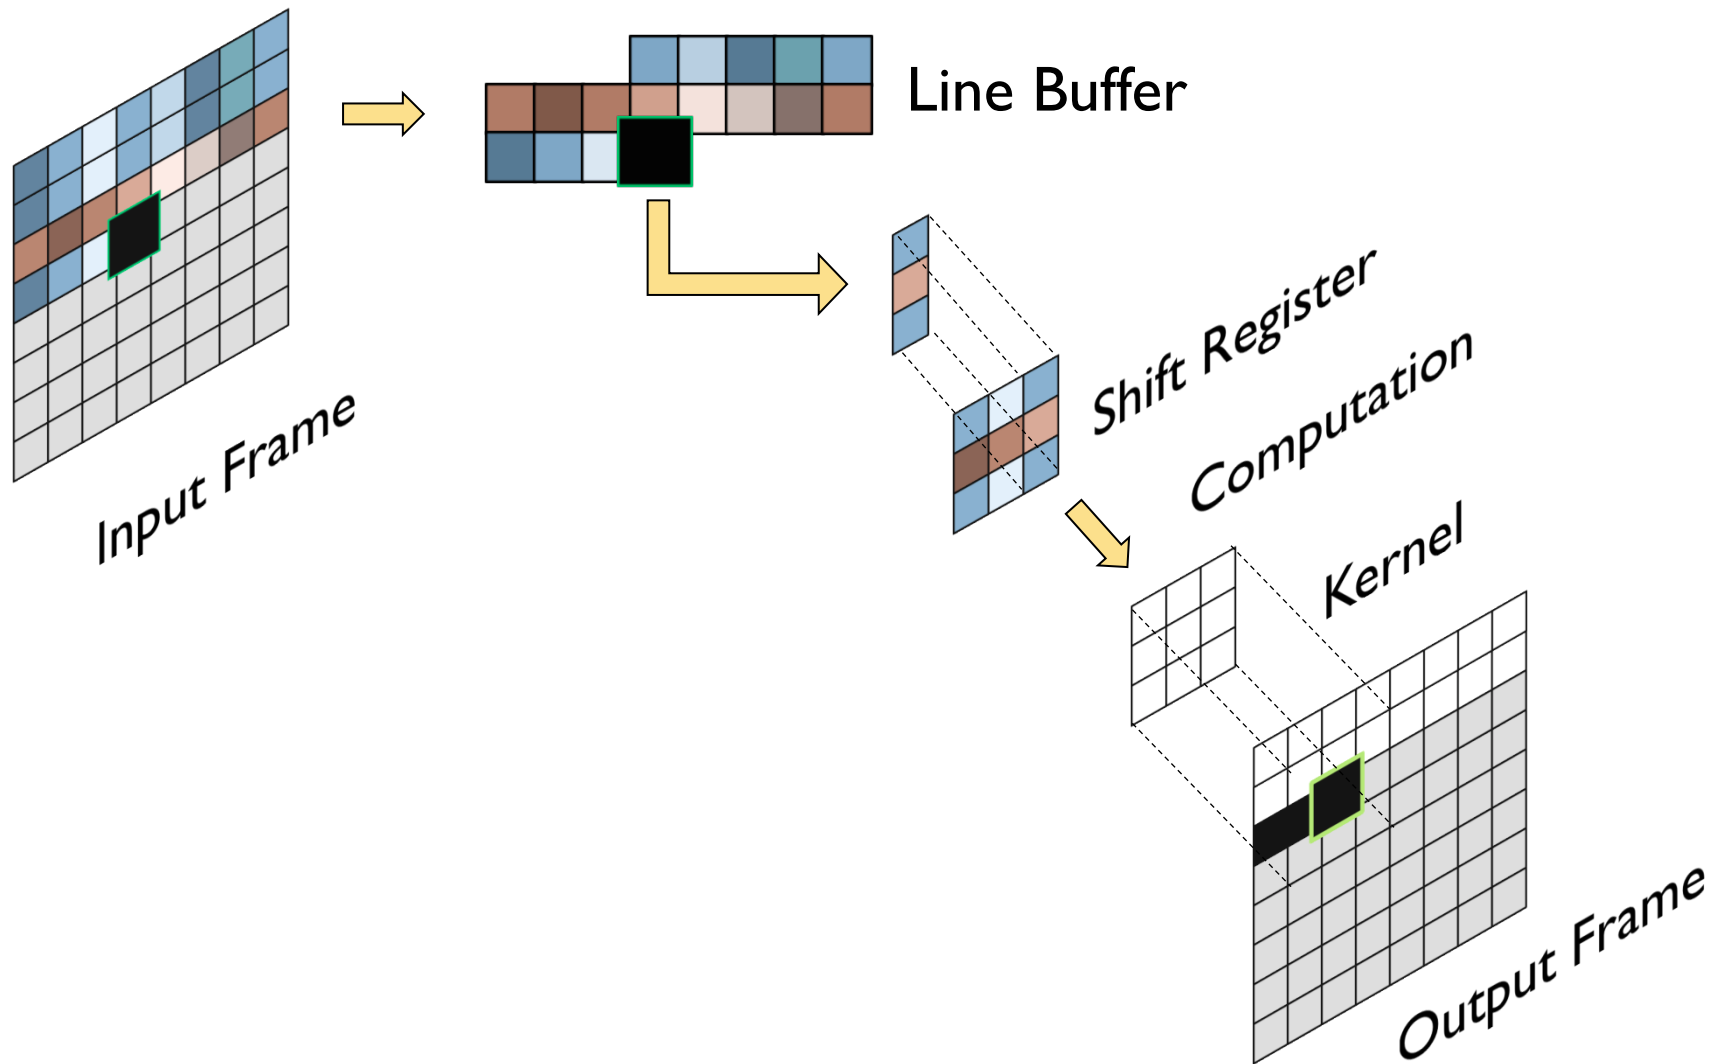 Line Buffer
Input Frame
Shift Register
Computation
Kernel
Output Frame